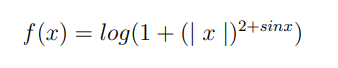 f(x) = log(1 + (| x |)^{2+sinx})